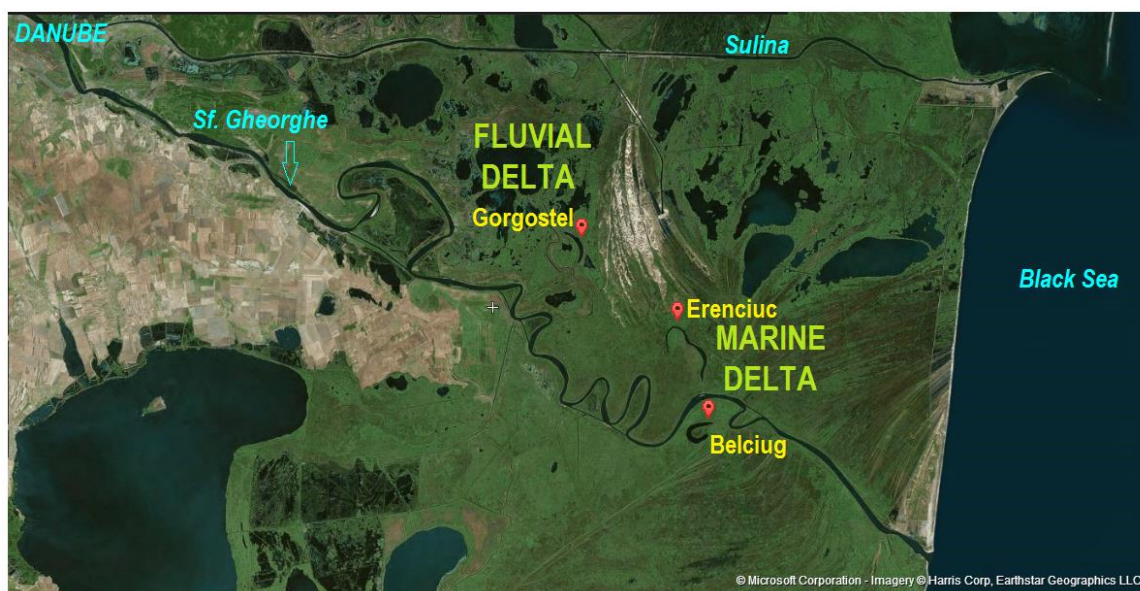 DANUBE
Sulina
Sf. Gheorghe
FLUVIAL
DELTA
Gorgostel
Black Sea
Erenciuc
MARINE
DELTA
Belciug
© Microsoft Corporation - Imagery © Harris Corp, Earthstar Geographics LLC